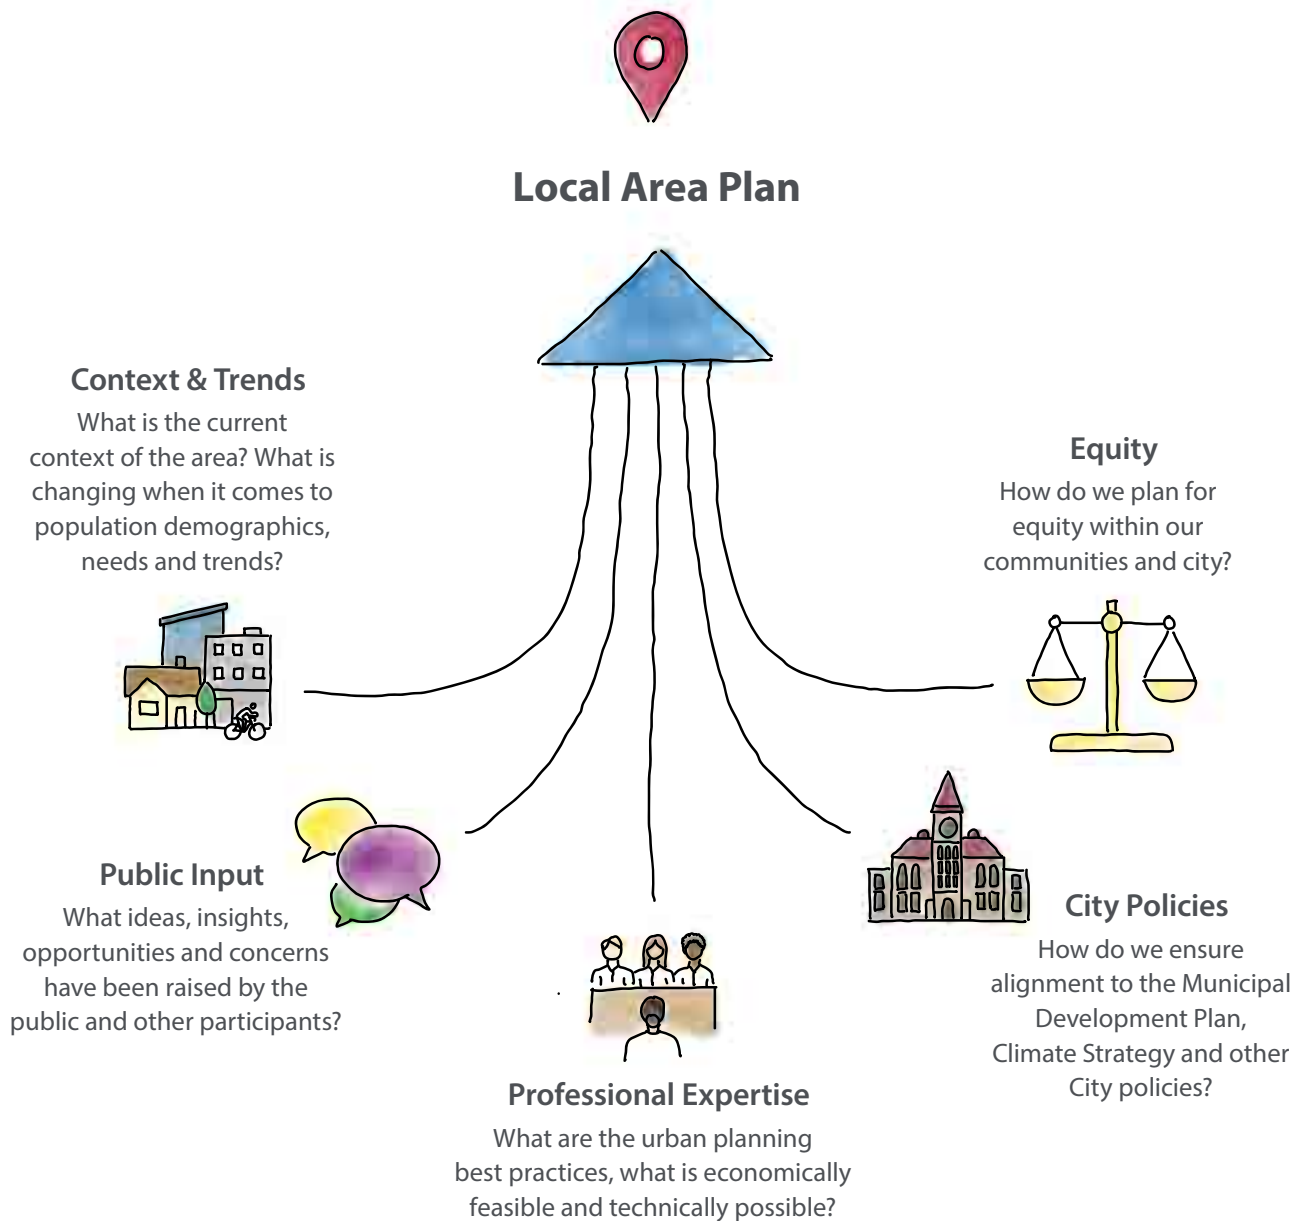 Local Area Plan
Context & Trends
What is the current
context of the area? What is
changing when it comes to
population demographics,
needs and trends?
Equity
How do we plan for
equity within our
communities and city?
Public Input
What ideas, insights,
opportunities and concerns
have been raised by the
public and other participants?
City Policies
How do we ensure
alignment to the Municipal
Development Plan,
Climate Strategy and other
City policies?
Professional Expertise
What are the urban planning
best practices, what is economically
feasible and technically possible?